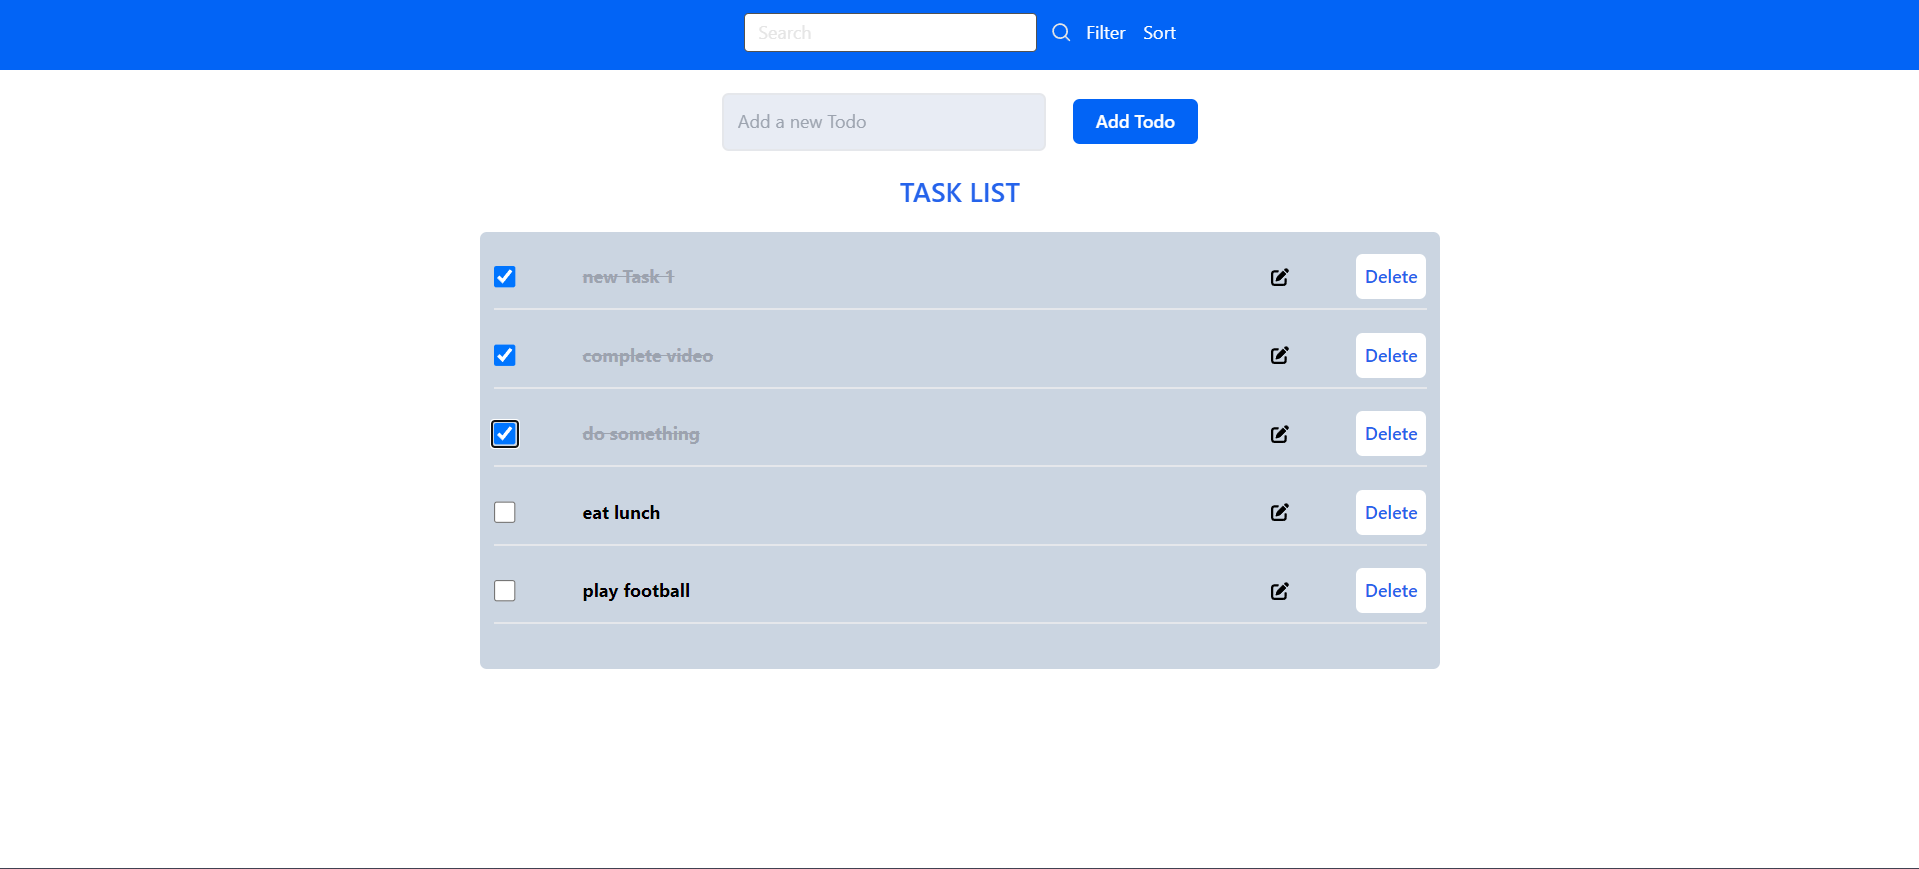 Search Filter Sort
Add a new Todo Add Todo
TASK LIST
new Task 1 Delete
complete video Delete
do something Delete
eat lunch Delete
play football Delete